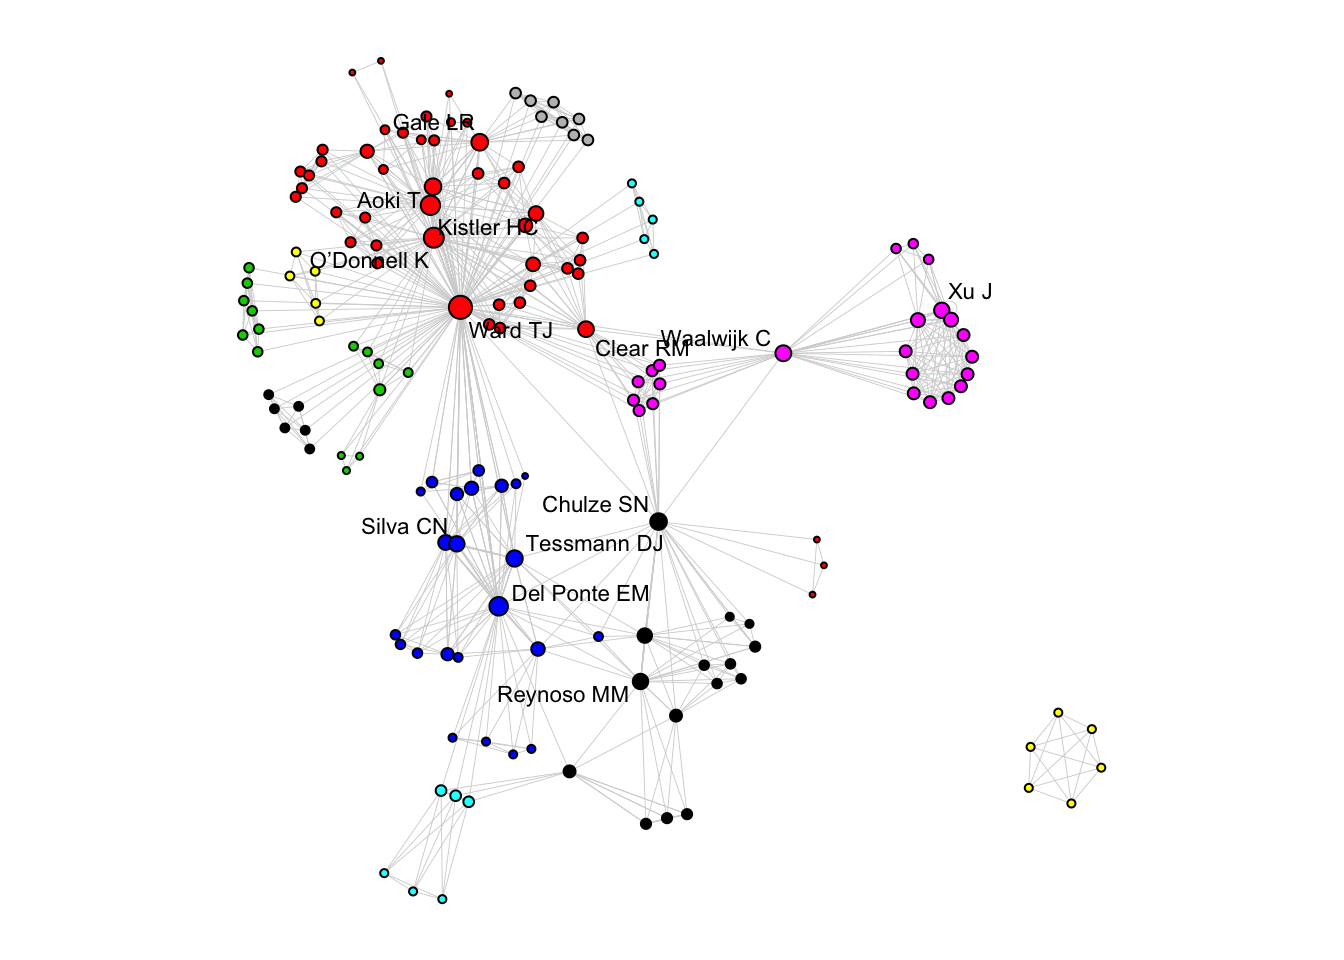 Gale LR
Aoki T
Kistler HC
O'Donnell K
Xu J
Ward TJ
Waalwijk C
Clear RM
Chulze SN
Silva CN
Tessmann DJ
Del Ponte EM
Reynoso MM